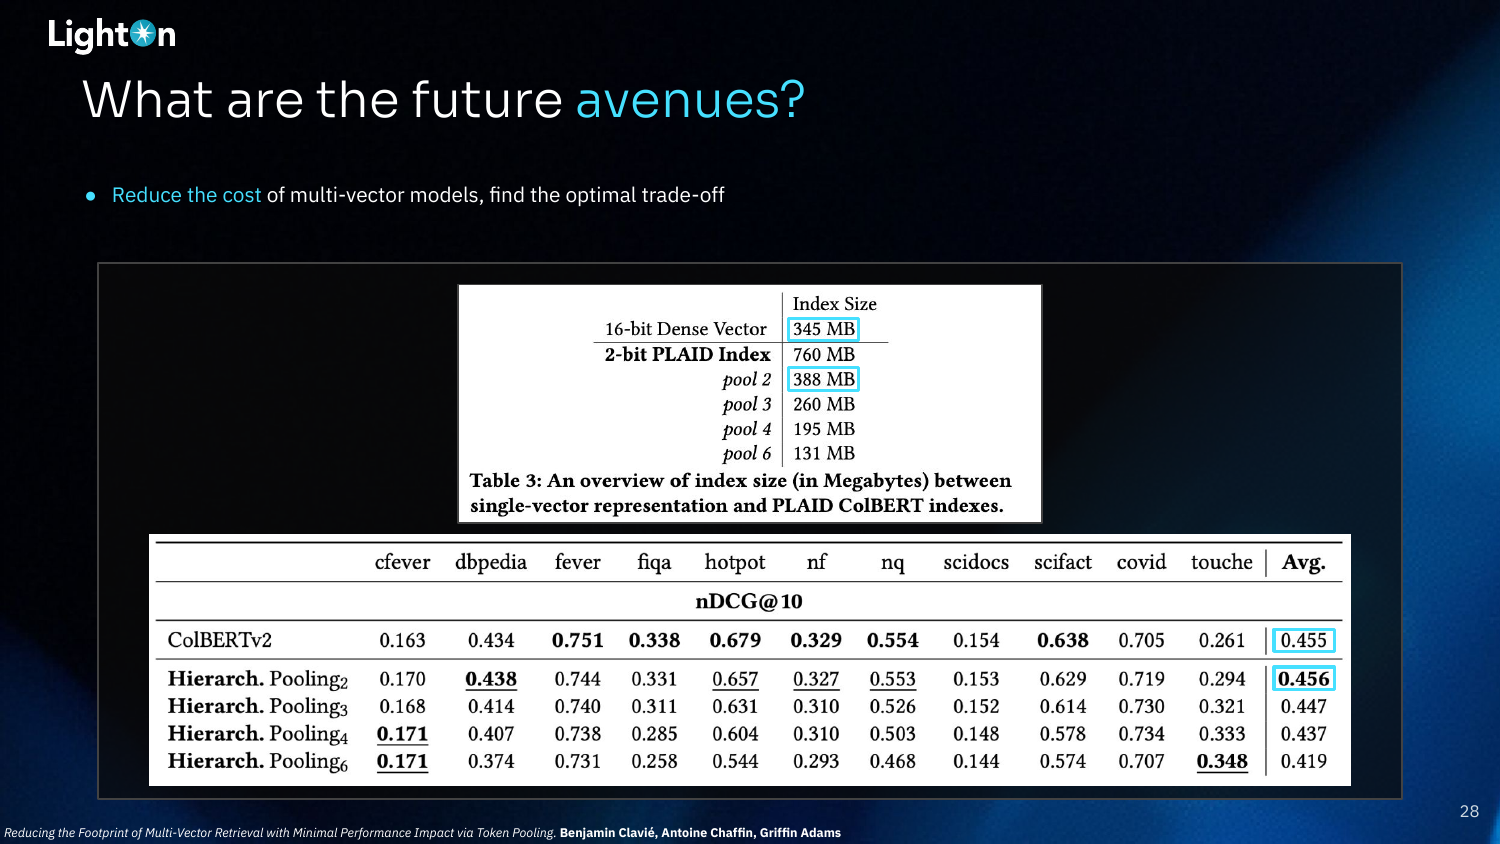 LightOn
What are the future avenues?
● Reduce the cost of multi-vector models, find the optimal trade-off
Index Size
16-bit Dense Vector 345 MB
2-bit PLAID Index 760 MB
pool 2 388 MB
pool 3 260 MB
pool 4 195 MB
pool 6 131 MB
Table 3: An overview of index size (in Megabytes) between
single-vector representation and PLAID ColBERT indexes.
cfever dbpedia fever fiqa hotpot nf nq scidocs scifact covid touche Avg.
nDCG@10
ColBERTv2 0.163 0.434 0.751 0.338 0.679 0.329 0.554 0.154 0.638 0.705 0.261 0.455
Hierarch. Pooling2 0.170 0.438 0.744 0.331 0.657 0.327 0.553 0.153 0.629 0.719 0.294 0.456
Hierarch. Pooling3 0.168 0.414 0.740 0.311 0.631 0.310 0.526 0.152 0.614 0.730 0.321 0.447
Hierarch. Pooling4 0.171 0.407 0.738 0.285 0.604 0.310 0.503 0.148 0.578 0.734 0.333 0.437
Hierarch. Pooling6 0.171 0.374 0.731 0.258 0.544 0.293 0.468 0.144 0.574 0.707 0.348 0.419
28
Reducing the Footprint of Multi-Vector Retrieval with Minimal Performance Impact via Token Pooling. Benjamin Clavié, Antoine Chaffin, Griffin Adams